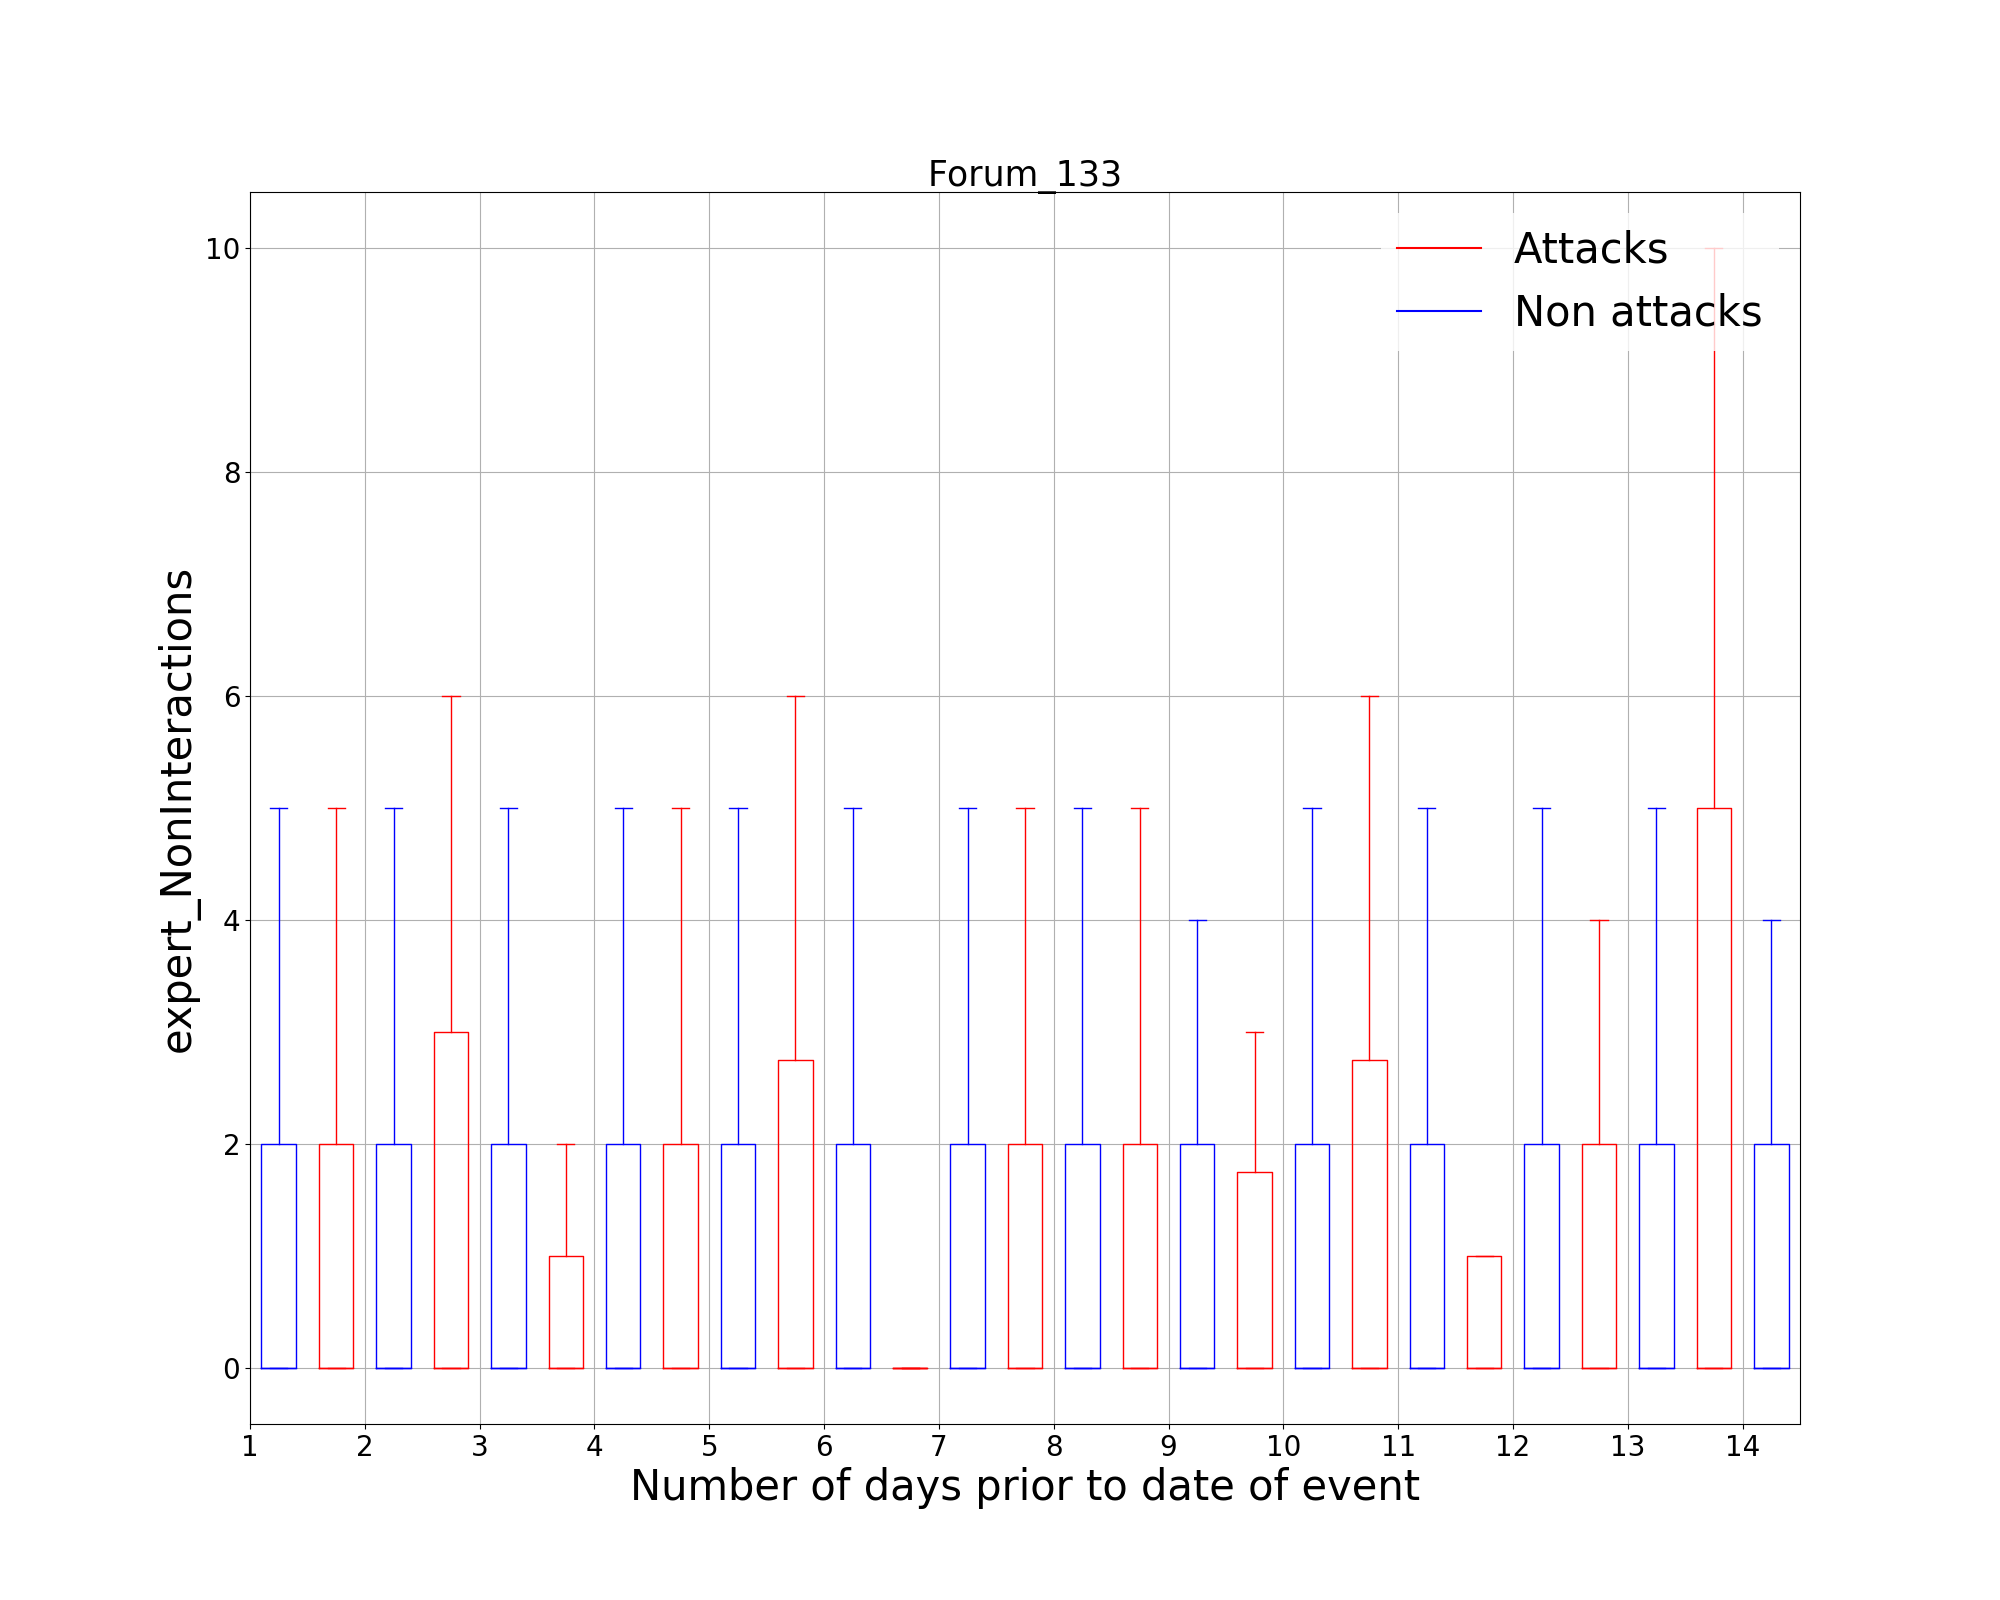 Forum_133
Attacks
Non attacks
expert_NonInteractions
10
8
6
4
2
0
1 2 3 4 5 6 7 8 9 10 11 12 13 14
Number of days prior to date of event